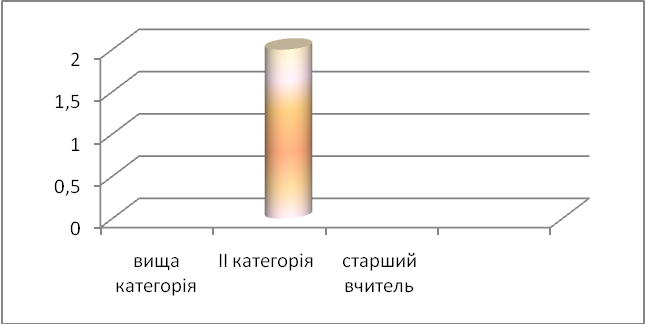 2
1,5
1
0,5
0
вища категорія
ІІ категорія
старший вчитель